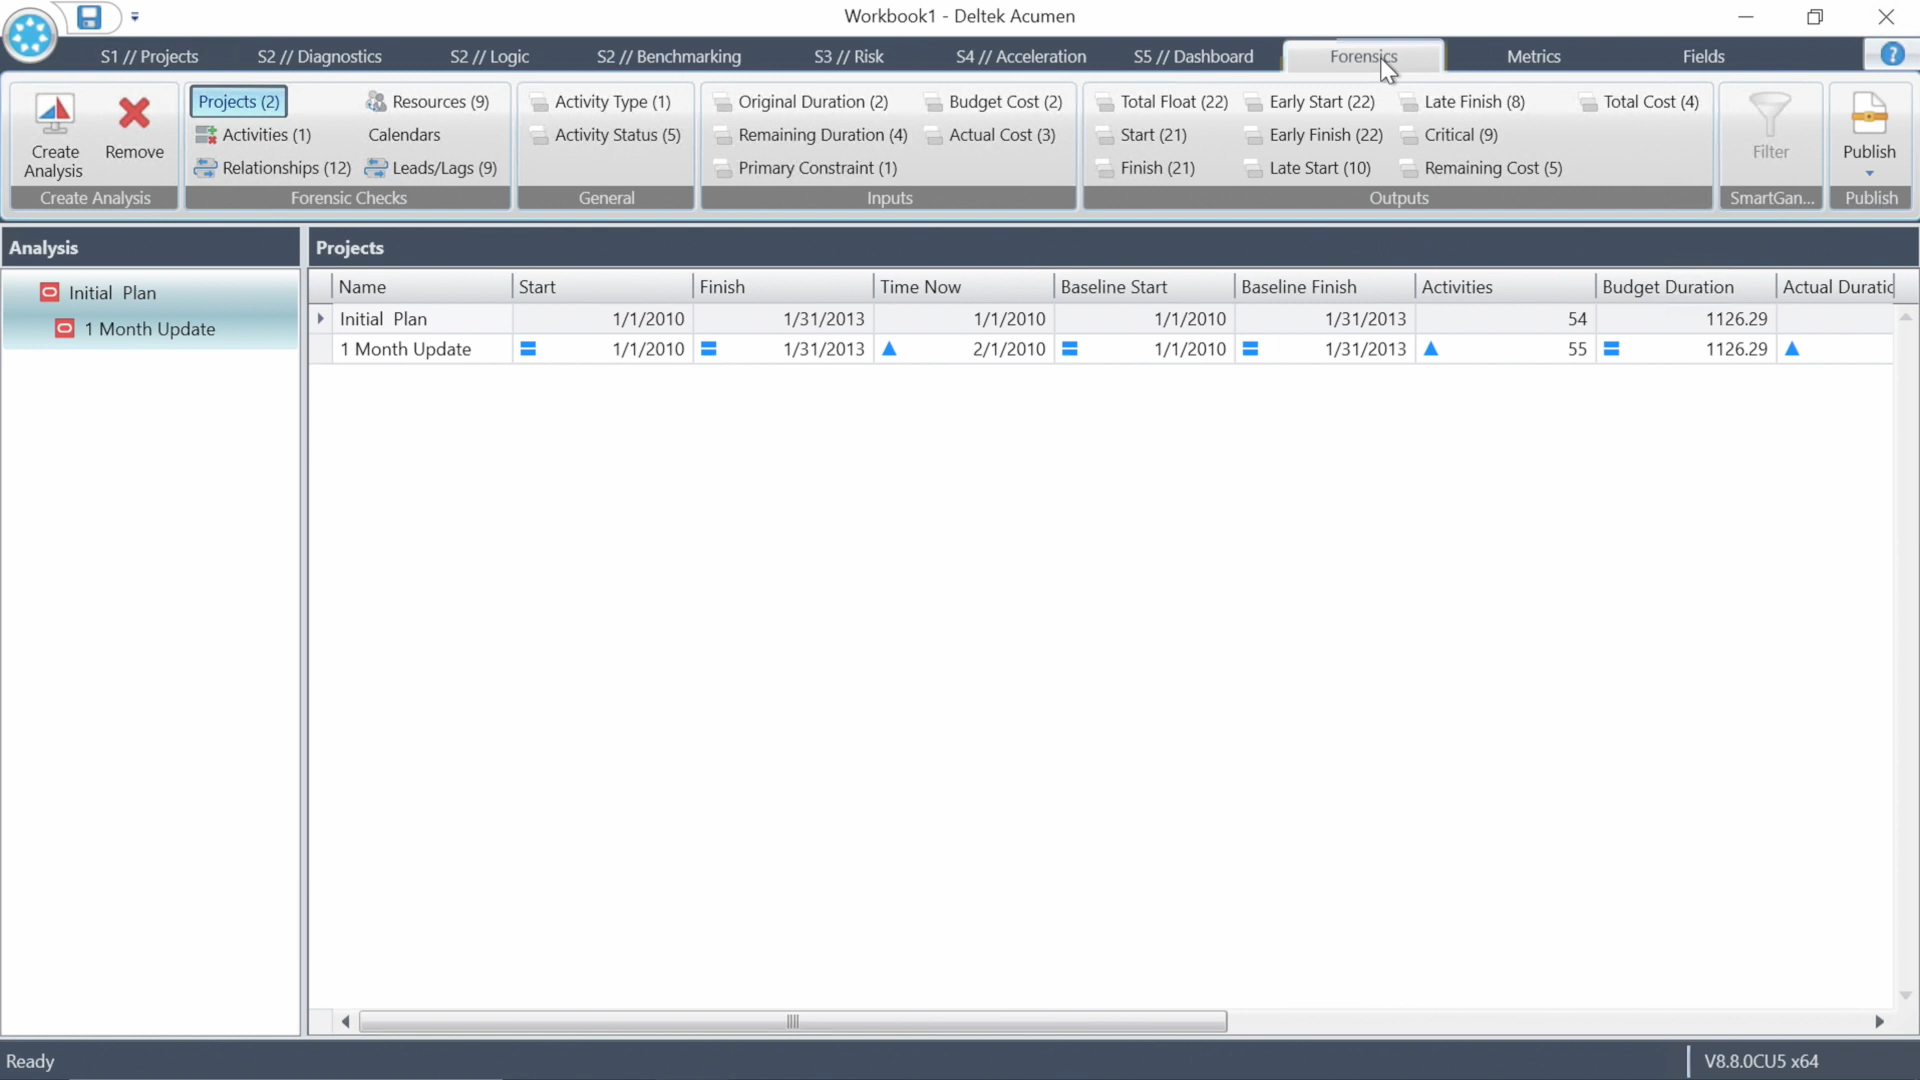 Workbook1 - Deltek Acumen
S1 // Projects S2 // Diagnostics S2 // Logic S2 // Benchmarking S3 // Risk S4 // Acceleration S5 // Dashboard Forensics Metrics Fields ?
Projects (2) Resources (9) Activity Type (1) Original Duration (2) Budget Cost (2) Total Float (22) Early Start (22) Late Finish (8) Total Cost (4)
Activities (1) Calendars Activity Status (5) Remaining Duration (4) Actual Cost (3) Start (21) Early Finish (22) Critical (9)
Create Analysis Remove Relationships (12) Leads/Lags (9) Primary Constraint (1) Finish (21) Late Start (10) Remaining Cost (5) Filter Publish
Create Analysis Forensic Checks General Inputs Outputs SmartGan... Publish
Analysis Projects
Name Start Finish Time Now Baseline Start Baseline Finish Activities Budget Duration Actual Duratic
Initial Plan Initial Plan 1/1/2010 1/31/2013 1/1/2010 1/1/2010 1/31/2013 54 1126.29
1 Month Update 1 Month Update 1/1/2010 1/31/2013 2/1/2010 1/1/2010 1/31/2013 55 1126.29
Ready V8.8.0CU5 x64